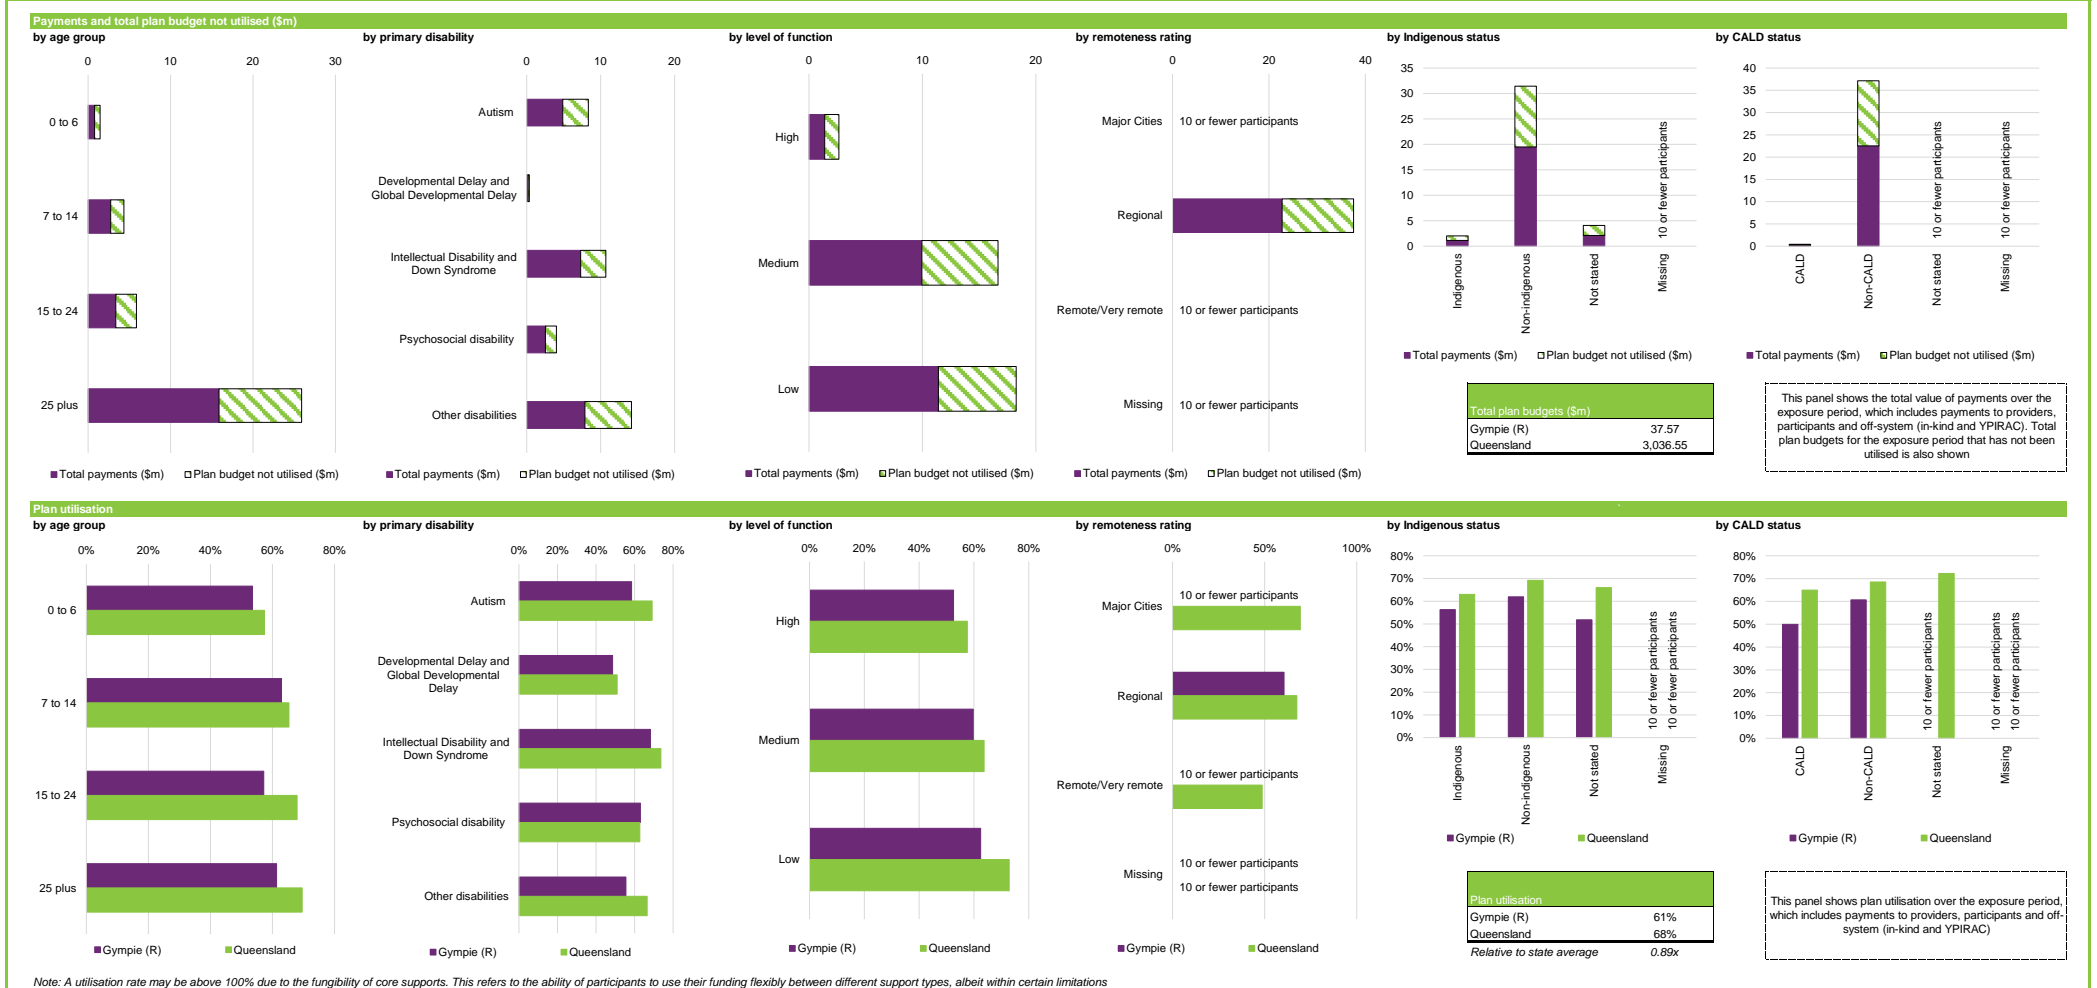 Payments and total plan budget not utilised ($m)
by age group
0 10 20 30
0 to 6
7 to 14
15 to 24
25 plus
Total payments ($m) Plan budget not utilised ($m)
by primary disability
0 10 20
Autism
Developmental Delay and
Global Developmental Delay
Intellectual Disability and
Down Syndrome
Psychosocial disability
Other disabilities
Total payments ($m) Plan budget not utilised ($m)
by level of function
0 10 20
High
Medium
Low
Total payments ($m) Plan budget not utilised ($m)
by remoteness rating
0 20 40
Major Cities 10 or fewer participants
Regional
Remote/Very remote 10 or fewer participants
Missing 10 or fewer participants
Total payments ($m) Plan budget not utilised ($m)
by Indigenous status
35
30
25
20
15
10
5
0
10 or fewer participants
Indigenous
Non-indigenous
Not stated
Missing
Total payments ($m) Plan budget not utilised ($m)
by CALD status
40
35
30
25
20
15
10
5
0
10 or fewer participants
10 or fewer participants
CALD
Non-CALD
Not stated
Missing
Total payments ($m) Plan budget not utilised ($m)
Total plan budgets ($m)
Gympie (R) 37.57
Queensland 3,036.55
This panel shows the total value of payments over the
exposure period, which includes payments to providers,
participants and off-system (in-kind and YPIRAC). Total
plan budgets for the exposure period that has not been
utilised is also shown
Plan utilisation
by age group
0% 20% 40% 60% 80%
0 to 6
7 to 14
15 to 24
25 plus
Gympie (R) Queensland
by primary disability
0% 20% 40% 60% 80%
Autism
Developmental Delay and
Global Developmental
Delay
Intellectual Disability and
Down Syndrome
Psychosocial disability
Other disabilities
Gympie (R) Queensland
by level of function
0% 20% 40% 60% 80%
High
Medium
Low
Gympie (R) Queensland
by remoteness rating
0% 50% 100%
10 or fewer participants
Major Cities
Regional
10 or fewer participants
Remote/Very remote
10 or fewer participants
Missing
10 or fewer participants
Gympie (R) Queensland
by Indigenous status
80%
70%
60%
50%
40%
30%
20%
10%
0%
10 or fewer participants
10 or fewer participants
Indigenous
Non-indigenous
Not stated
Missing
Gympie (R) Queensland
by CALD status
80%
70%
60%
50%
40%
30%
20%
10%
0%
10 or fewer participants
10 or fewer participants
10 or fewer participants
CALD
Non-CALD
Not stated
Missing
Gympie (R) Queensland
Plan utilisation
Gympie (R) 61%
Queensland 68%
Relative to state average 0.89x
This panel shows plan utilisation over the exposure period,
which includes payments to providers, participants and off-
system (in-kind and YPIRAC)
Note: A utilisation rate may be above 100% due to the fungibility of core supports. This refers to the ability of participants to use their funding flexibly between different support types, albeit within certain limitations